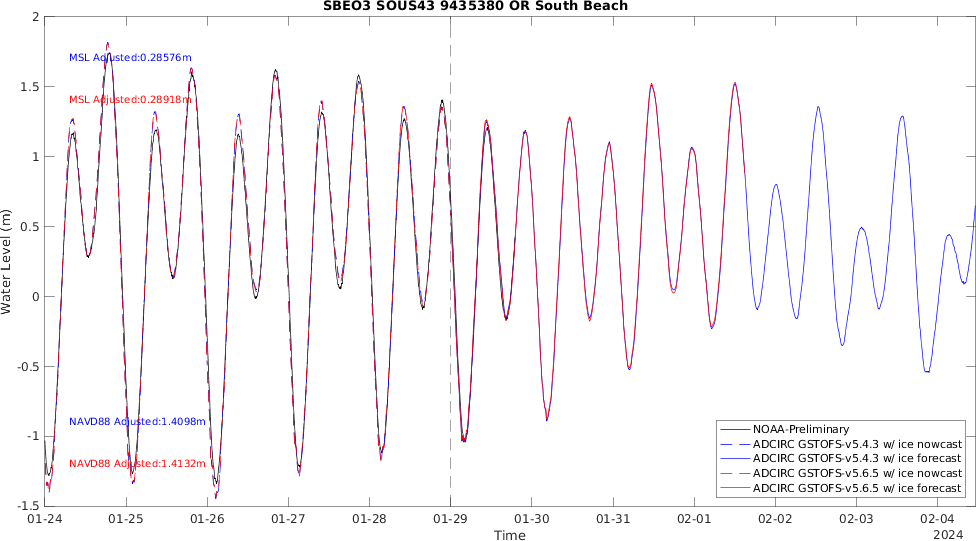 SBEO3 SOUS43 9435380 OR South Beach
2
1.5
1
0.5
0
-0.5
-1
-1.5
Water Level (m)
MSL Adjusted:0.28576m
MSL Adjusted:0.28918m
NAVD88 Adjusted:1.4098m
NAVD88 Adjusted:1.4132m
NOAA-Preliminary
ADCIRC GSTOFS-v5.4.3 w/ ice nowcast
ADCIRC GSTOFS-v5.4.3 w/ ice forecast
ADCIRC GSTOFS-v5.6.5 w/ ice nowcast
ADCIRC GSTOFS-v5.6.5 w/ ice forecast
01-24 01-25 01-26 01-27 01-28 01-29 01-30 01-31 02-01 02-02 02-03 02-04
Time
2024